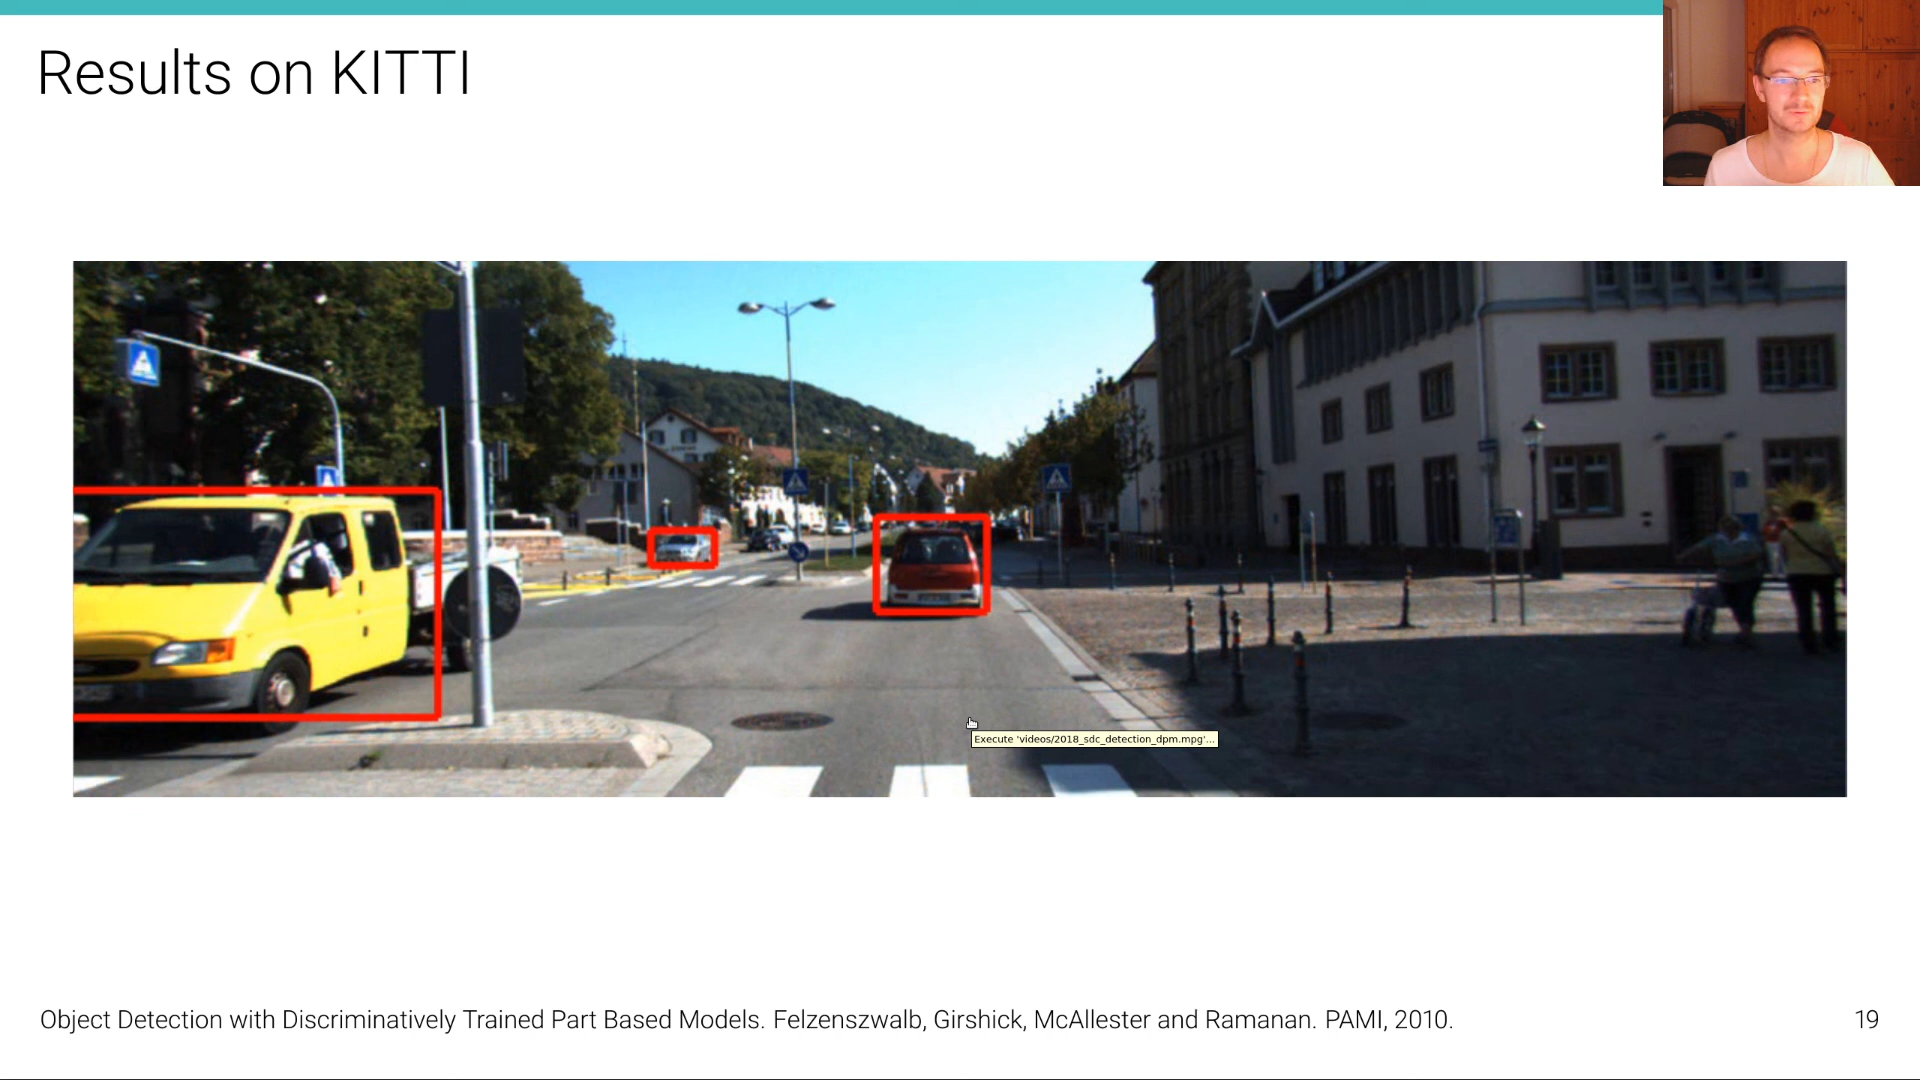 Results on KITTI
Execute 'videos/2018_sdc_detection_dpm.mpg'...
Object Detection with Discriminatively Trained Part Based Models. Felzenszwalb, Girshick, McAllester and Ramanan. PAMI, 2010.
19